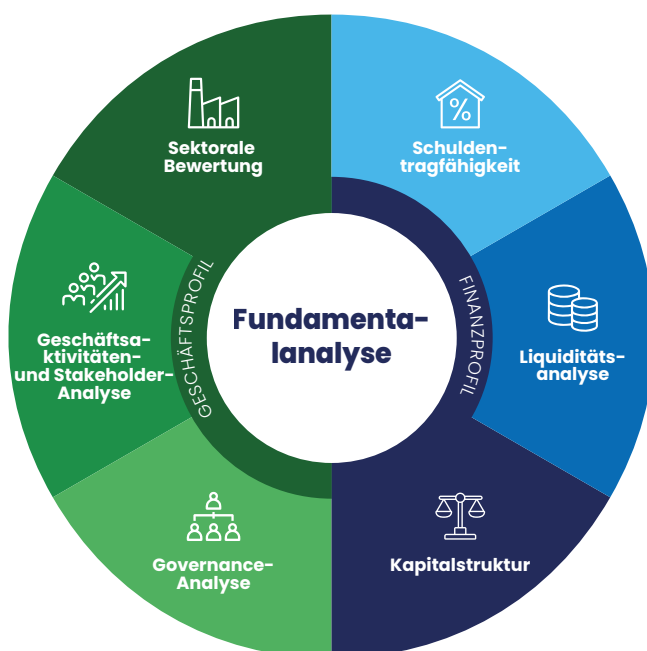 Sektorale
Bewertung
Schulden-
tragfähigkeit
Geschäftsa-
ktivitäten-
und Stakeholder-
Analyse
GESCHÄFTSPROFIL
Fundamenta-
lanalyse
FINANZPROFIL
Liquiditäts-
analyse
Governance-
Analyse
Kapitalstruktur
%